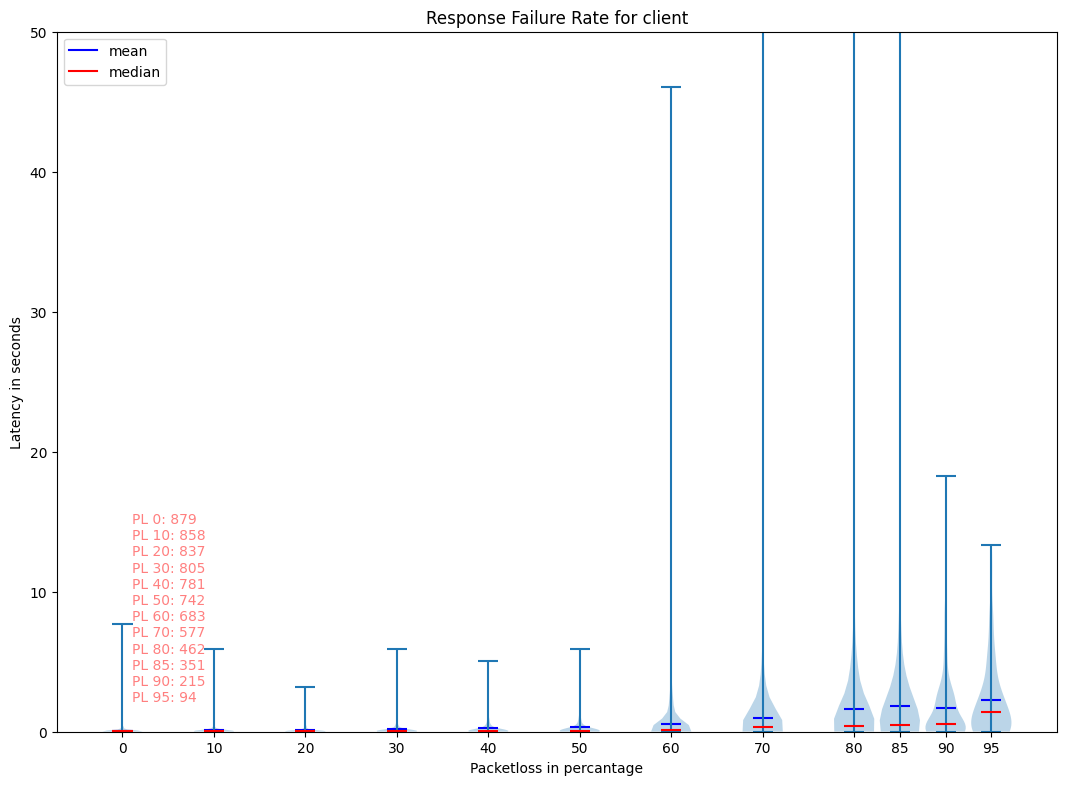 Response Failure Rate for client
mean
median
50
40
30
20
10
0
Latency in seconds
PL 0: 879
PL 10: 858
PL 20: 837
PL 30: 805
PL 40: 781
PL 50: 742
PL 60: 683
PL 70: 577
PL 80: 462
PL 85: 351
PL 90: 215
PL 95: 94
0 10 20 30 40 50 60 70 80 85 90 95
Packetloss in percantage